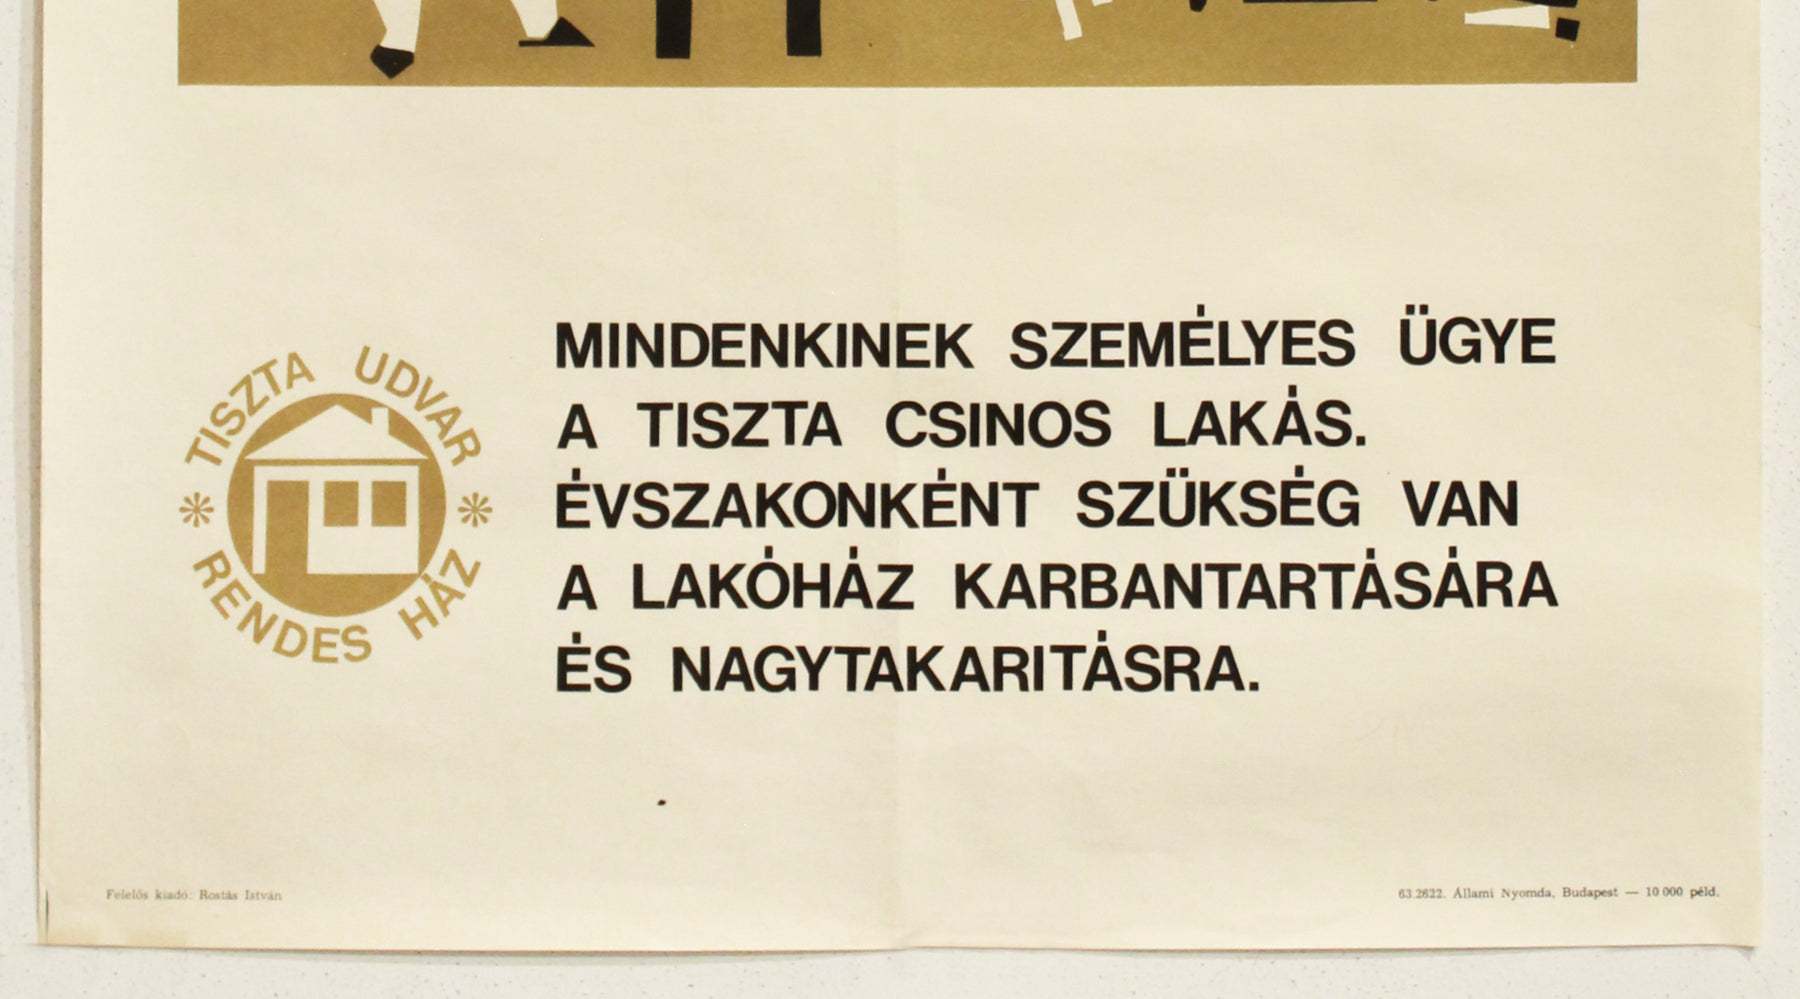 TISZTA UDVAR
RENDES HÁZ
MINDENKINEK SZEMÉLYES ÜGYE
A TISZTA CSINOS LAKÁS.
ÉVSZAKONKÉNT SZÜKSÉG VAN
A LAKÓHÁZ KARBANTARTÁSÁRA
ÉS NAGYTAKARITÁSRA.
Felelős kiadó: Rostás István
63.2622. Állami Nyomda, Budapest — 10 000 péld.